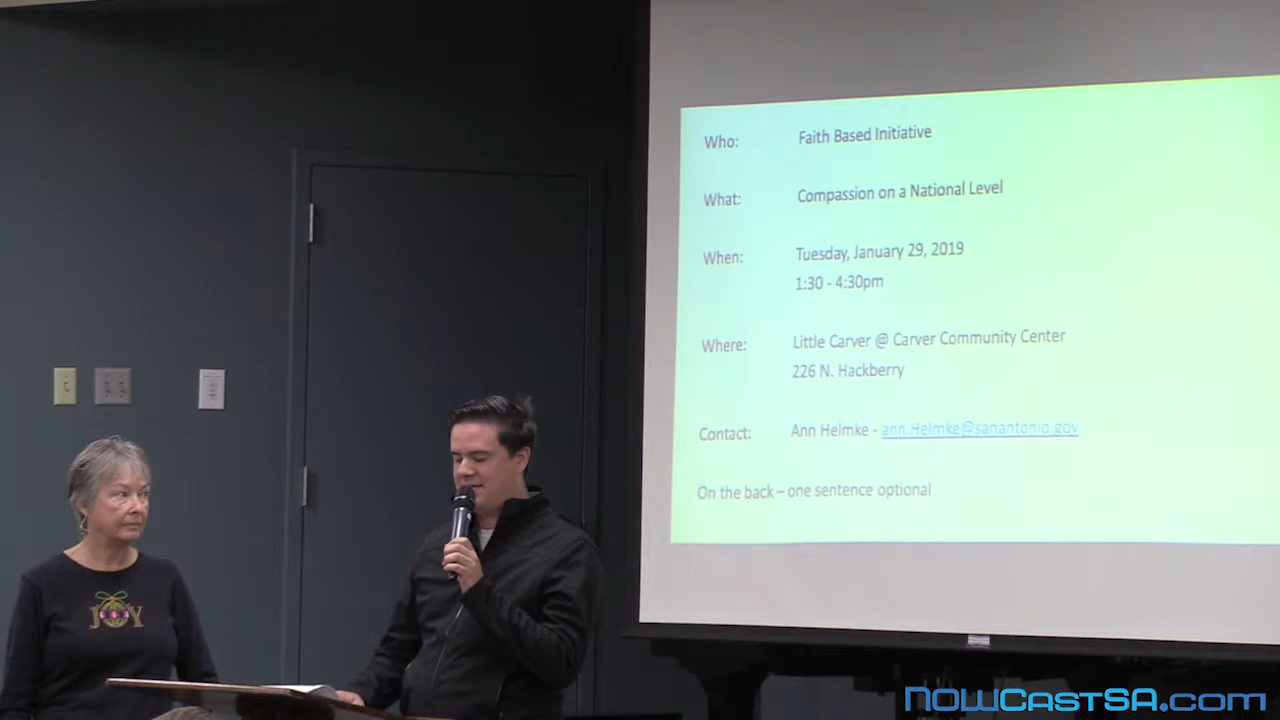 Who: Faith Based Initiative
What: Compassion on a National Level
When: Tuesday, January 29, 2019
1:30 - 4:30pm
Where: Little Carver @ Carver Community Center
226 N. Hackberry
Contact: Ann Helmke - ann.Helmke@sanantonio.gov
On the back – one sentence optional
JOY
NOWCASTSA.com